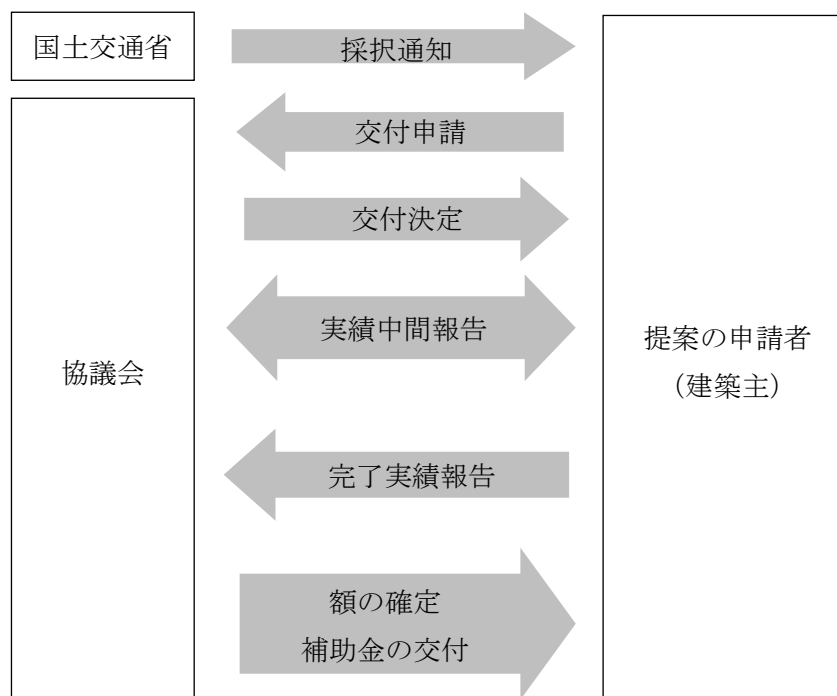 国土交通省
採択通知
交付申請
交付決定
実績中間報告
協議会
提案の申請者
（建築主）
完了実績報告
額の確定
補助金の交付